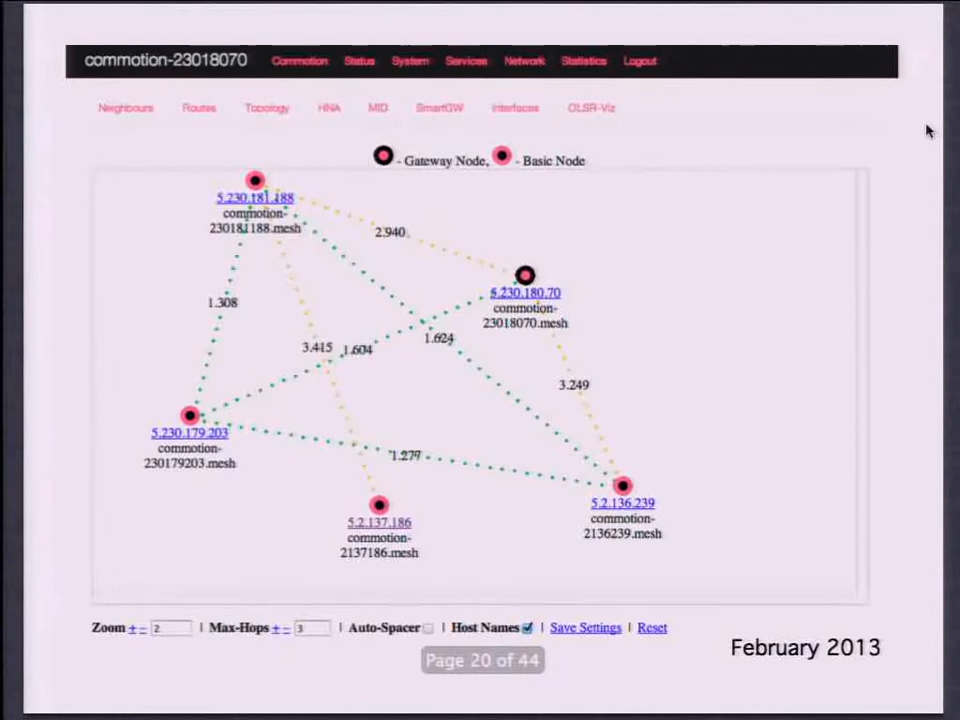 commotion-23018070 Commotion Status System Services Network Statistics Logout
Neighbours Routes Topology HNA MID SmartGW Interfaces OLSR-Viz
- Gateway Node, - Basic Node
5.230.181.188
commotion-
230181188.mesh
2.940
5.230.180.70
commotion-
23018070.mesh
1.308
3.415
1.604
1.624
3.249
5.230.179.203
commotion-
230179203.mesh
1.277
5.2.137.186
commotion-
2137186.mesh
5.2.136.239
commotion-
2136239.mesh
Zoom + – 2 | Max-Hops + – 3 | Auto-Spacer | Host Names | Save Settings | Reset
February 2013
Page 20 of 44